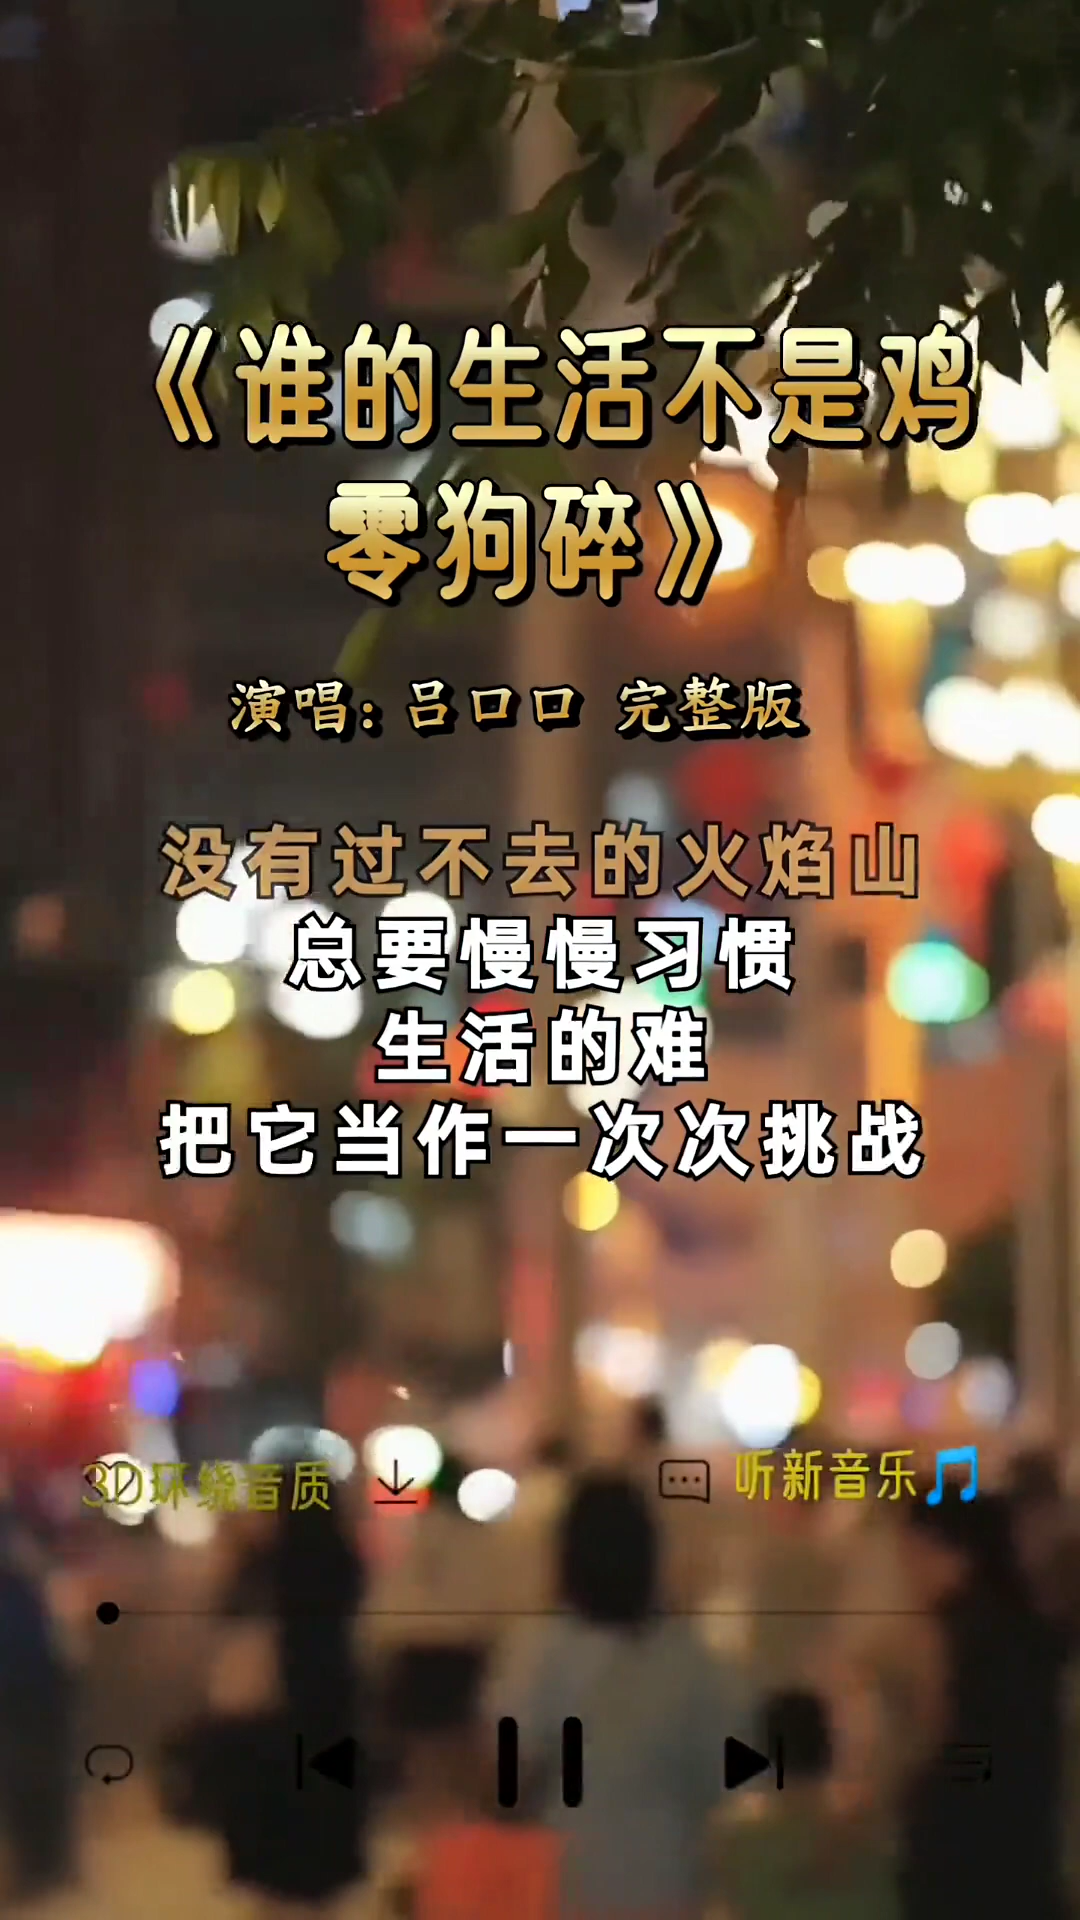 《谁的生活不是鸡
零狗碎》
演唱:吕口口 完整版
没有过不去的火焰山
总要慢慢习惯
生活的难
把它当作一次次挑战
3D环绕音质
听新音乐